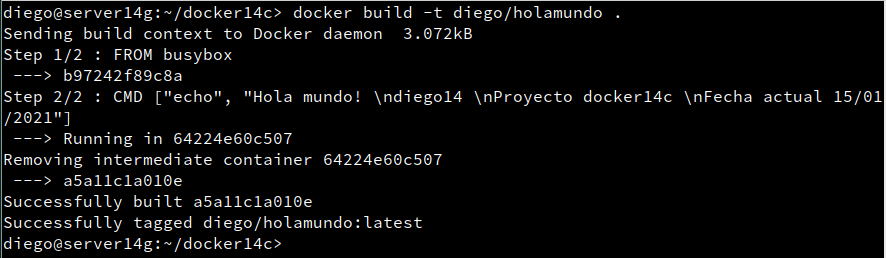 diego@server14g:~/docker14c> docker build -t diego/holamundo .
Sending build context to Docker daemon  3.072kB
Step 1/2 : FROM busybox
 ---> b97242f89c8a
Step 2/2 : CMD ["echo", "Hola mundo! \ndiego14 \nProyecto docker14c \nFecha actual 15/01
/2021"]
 ---> Running in 64224e60c507
Removing intermediate container 64224e60c507
 ---> a5a11c1a010e
Successfully built a5a11c1a010e
Successfully tagged diego/holamundo:latest
diego@server14g:~/docker14c>